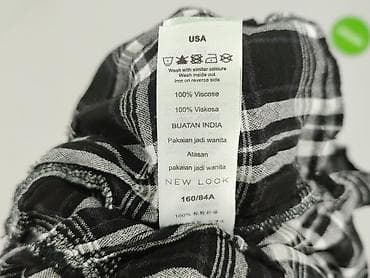 USA
Wash with similar colours
Wash inside out
Iron on reverse side
100% Viscose
100% Viskosa
BUATAN INDIA
Pakaian jadi wanita
Atasan
pakaian jadi wanita
NEW LOOK
160/84A
100%